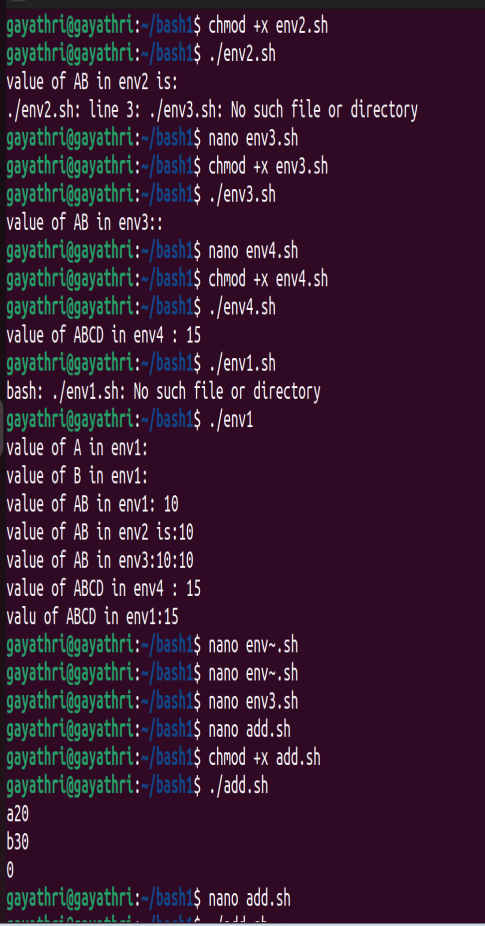 gayathri@gayathri:~/bash1$ chmod +x env2.sh
gayathri@gayathri:~/bash1$ ./env2.sh
value of AB in env2 is:
./env2.sh: line 3: ./env3.sh: No such file or directory
gayathri@gayathri:~/bash1$ nano env3.sh
gayathri@gayathri:~/bash1$ chmod +x env3.sh
gayathri@gayathri:~/bash1$ ./env3.sh
value of AB in env3::
gayathri@gayathri:~/bash1$ nano env4.sh
gayathri@gayathri:~/bash1$ chmod +x env4.sh
gayathri@gayathri:~/bash1$ ./env4.sh
value of ABCD in env4 : 15
gayathri@gayathri:~/bash1$ ./env1.sh
bash: ./env1.sh: No such file or directory
gayathri@gayathri:~/bash1$ ./env1
value of A in env1:
value of B in env1:
value of AB in env1: 10
value of AB in env2 is:10
value of AB in env3:10:10
value of ABCD in env4 : 15
valu of ABCD in env1:15
gayathri@gayathri:~/bash1$ nano env~.sh
gayathri@gayathri:~/bash1$ nano env~.sh
gayathri@gayathri:~/bash1$ nano env3.sh
gayathri@gayathri:~/bash1$ nano add.sh
gayathri@gayathri:~/bash1$ chmod +x add.sh
gayathri@gayathri:~/bash1$ ./add.sh
a20
b30
0
gayathri@gayathri:~/bash1$ nano add.sh
gayathri@gayathri:~/bash1$ ./add.sh